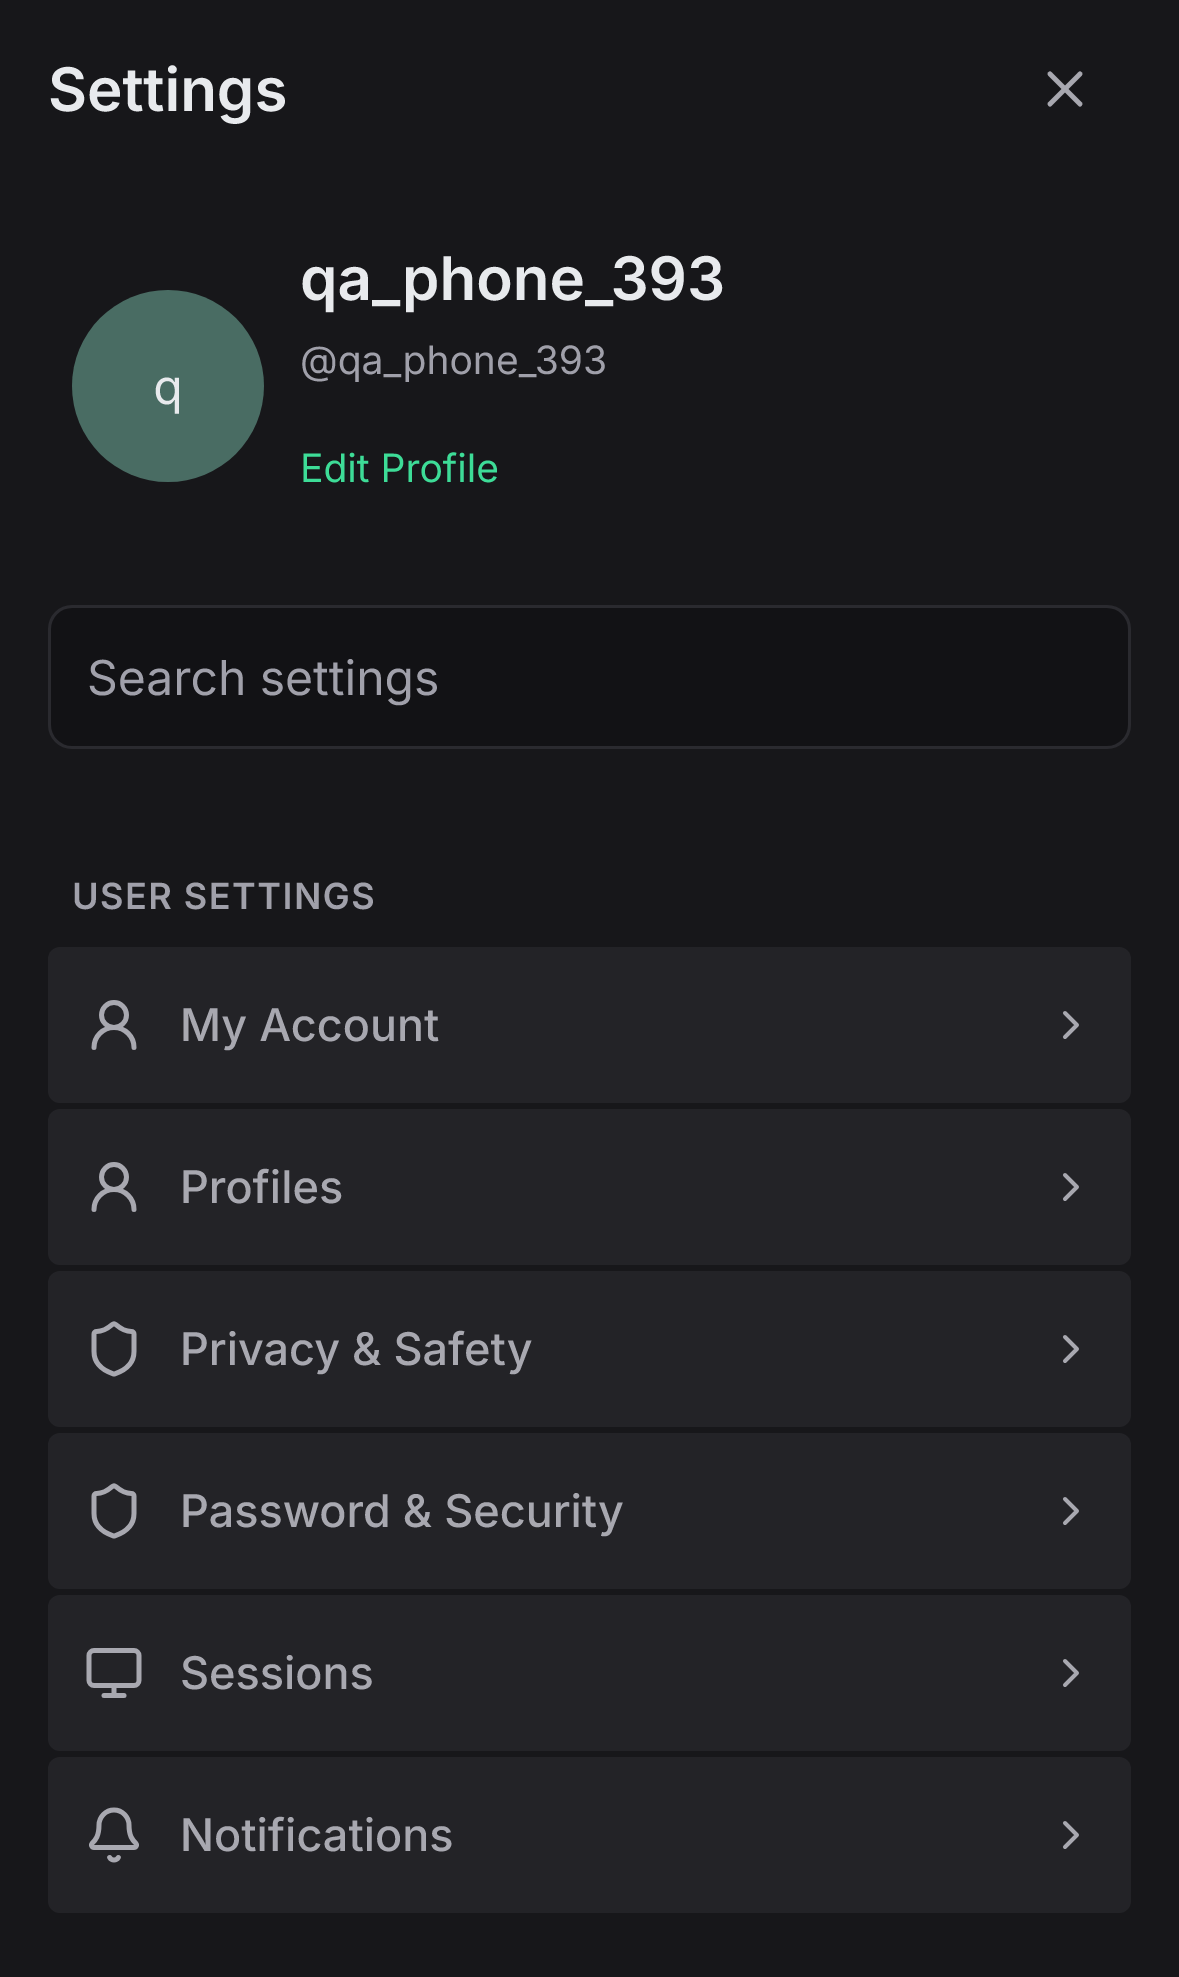 Settings
qa_phone_393
@qa_phone_393
q
Edit Profile
Search settings
USER SETTINGS
My Account
Profiles
Privacy & Safety
Password & Security
Sessions
Notifications